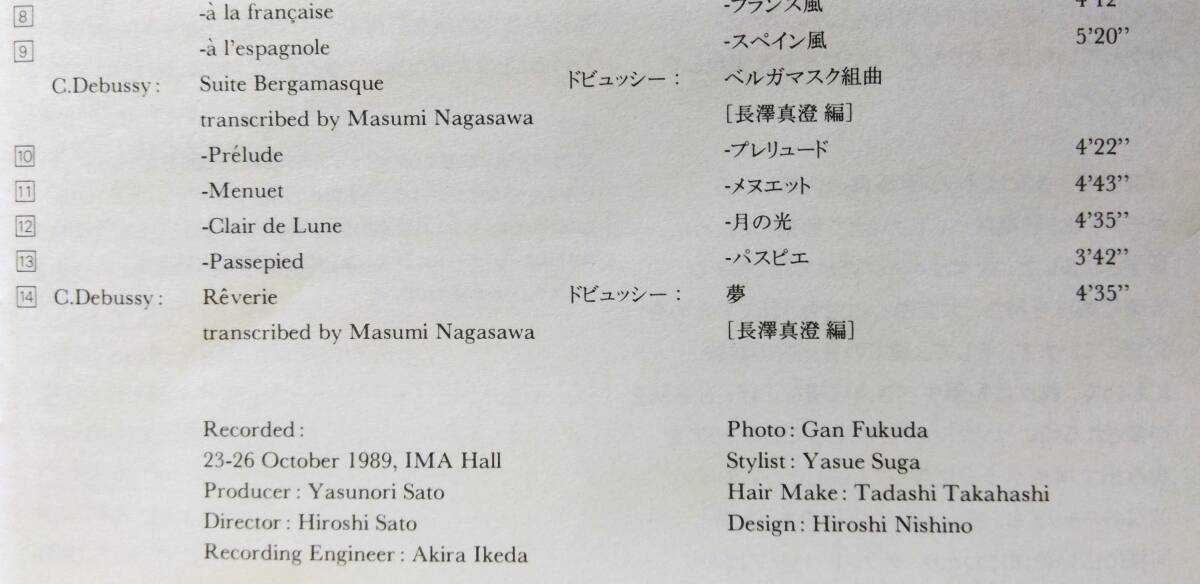 8 -à la française -フランス風 4'12
9 -à l'espagnole -スペイン風 5'20''
C.Debussy: Suite Bergamasque ドビュッシー: ベルガマスク組曲
transcribed by Masumi Nagasawa [長澤真澄 編]
10 -Prélude -プレリュード 4'22''
11 -Menuet -メヌエット 4'43''
12 -Clair de Lune -月の光 4'35''
13 -Passepied -パスピエ 3'42''
14 C.Debussy: Rêverie ドビュッシー: 夢 4'35''
transcribed by Masumi Nagasawa [長澤真澄 編]
Recorded:
23-26 October 1989, IMA Hall
Producer: Yasunori Sato
Director: Hiroshi Sato
Recording Engineer: Akira Ikeda
Photo: Gan Fukuda
Stylist: Yasue Suga
Hair Make: Tadashi Takahashi
Design: Hiroshi Nishino